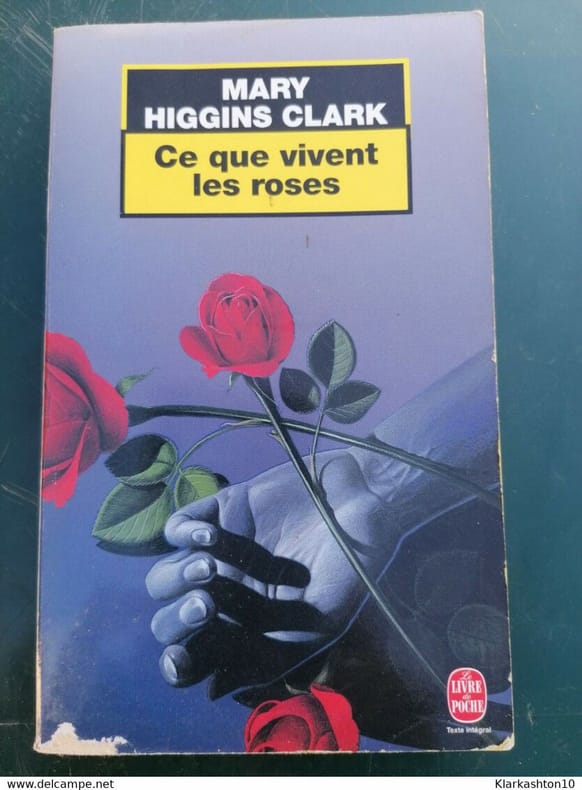 MARY
HIGGINS CLARK
Ce que vivent
les roses
Le
LIVRE
de
POCHE
Texte intégral
www.delcampe.net
Klarkashton10